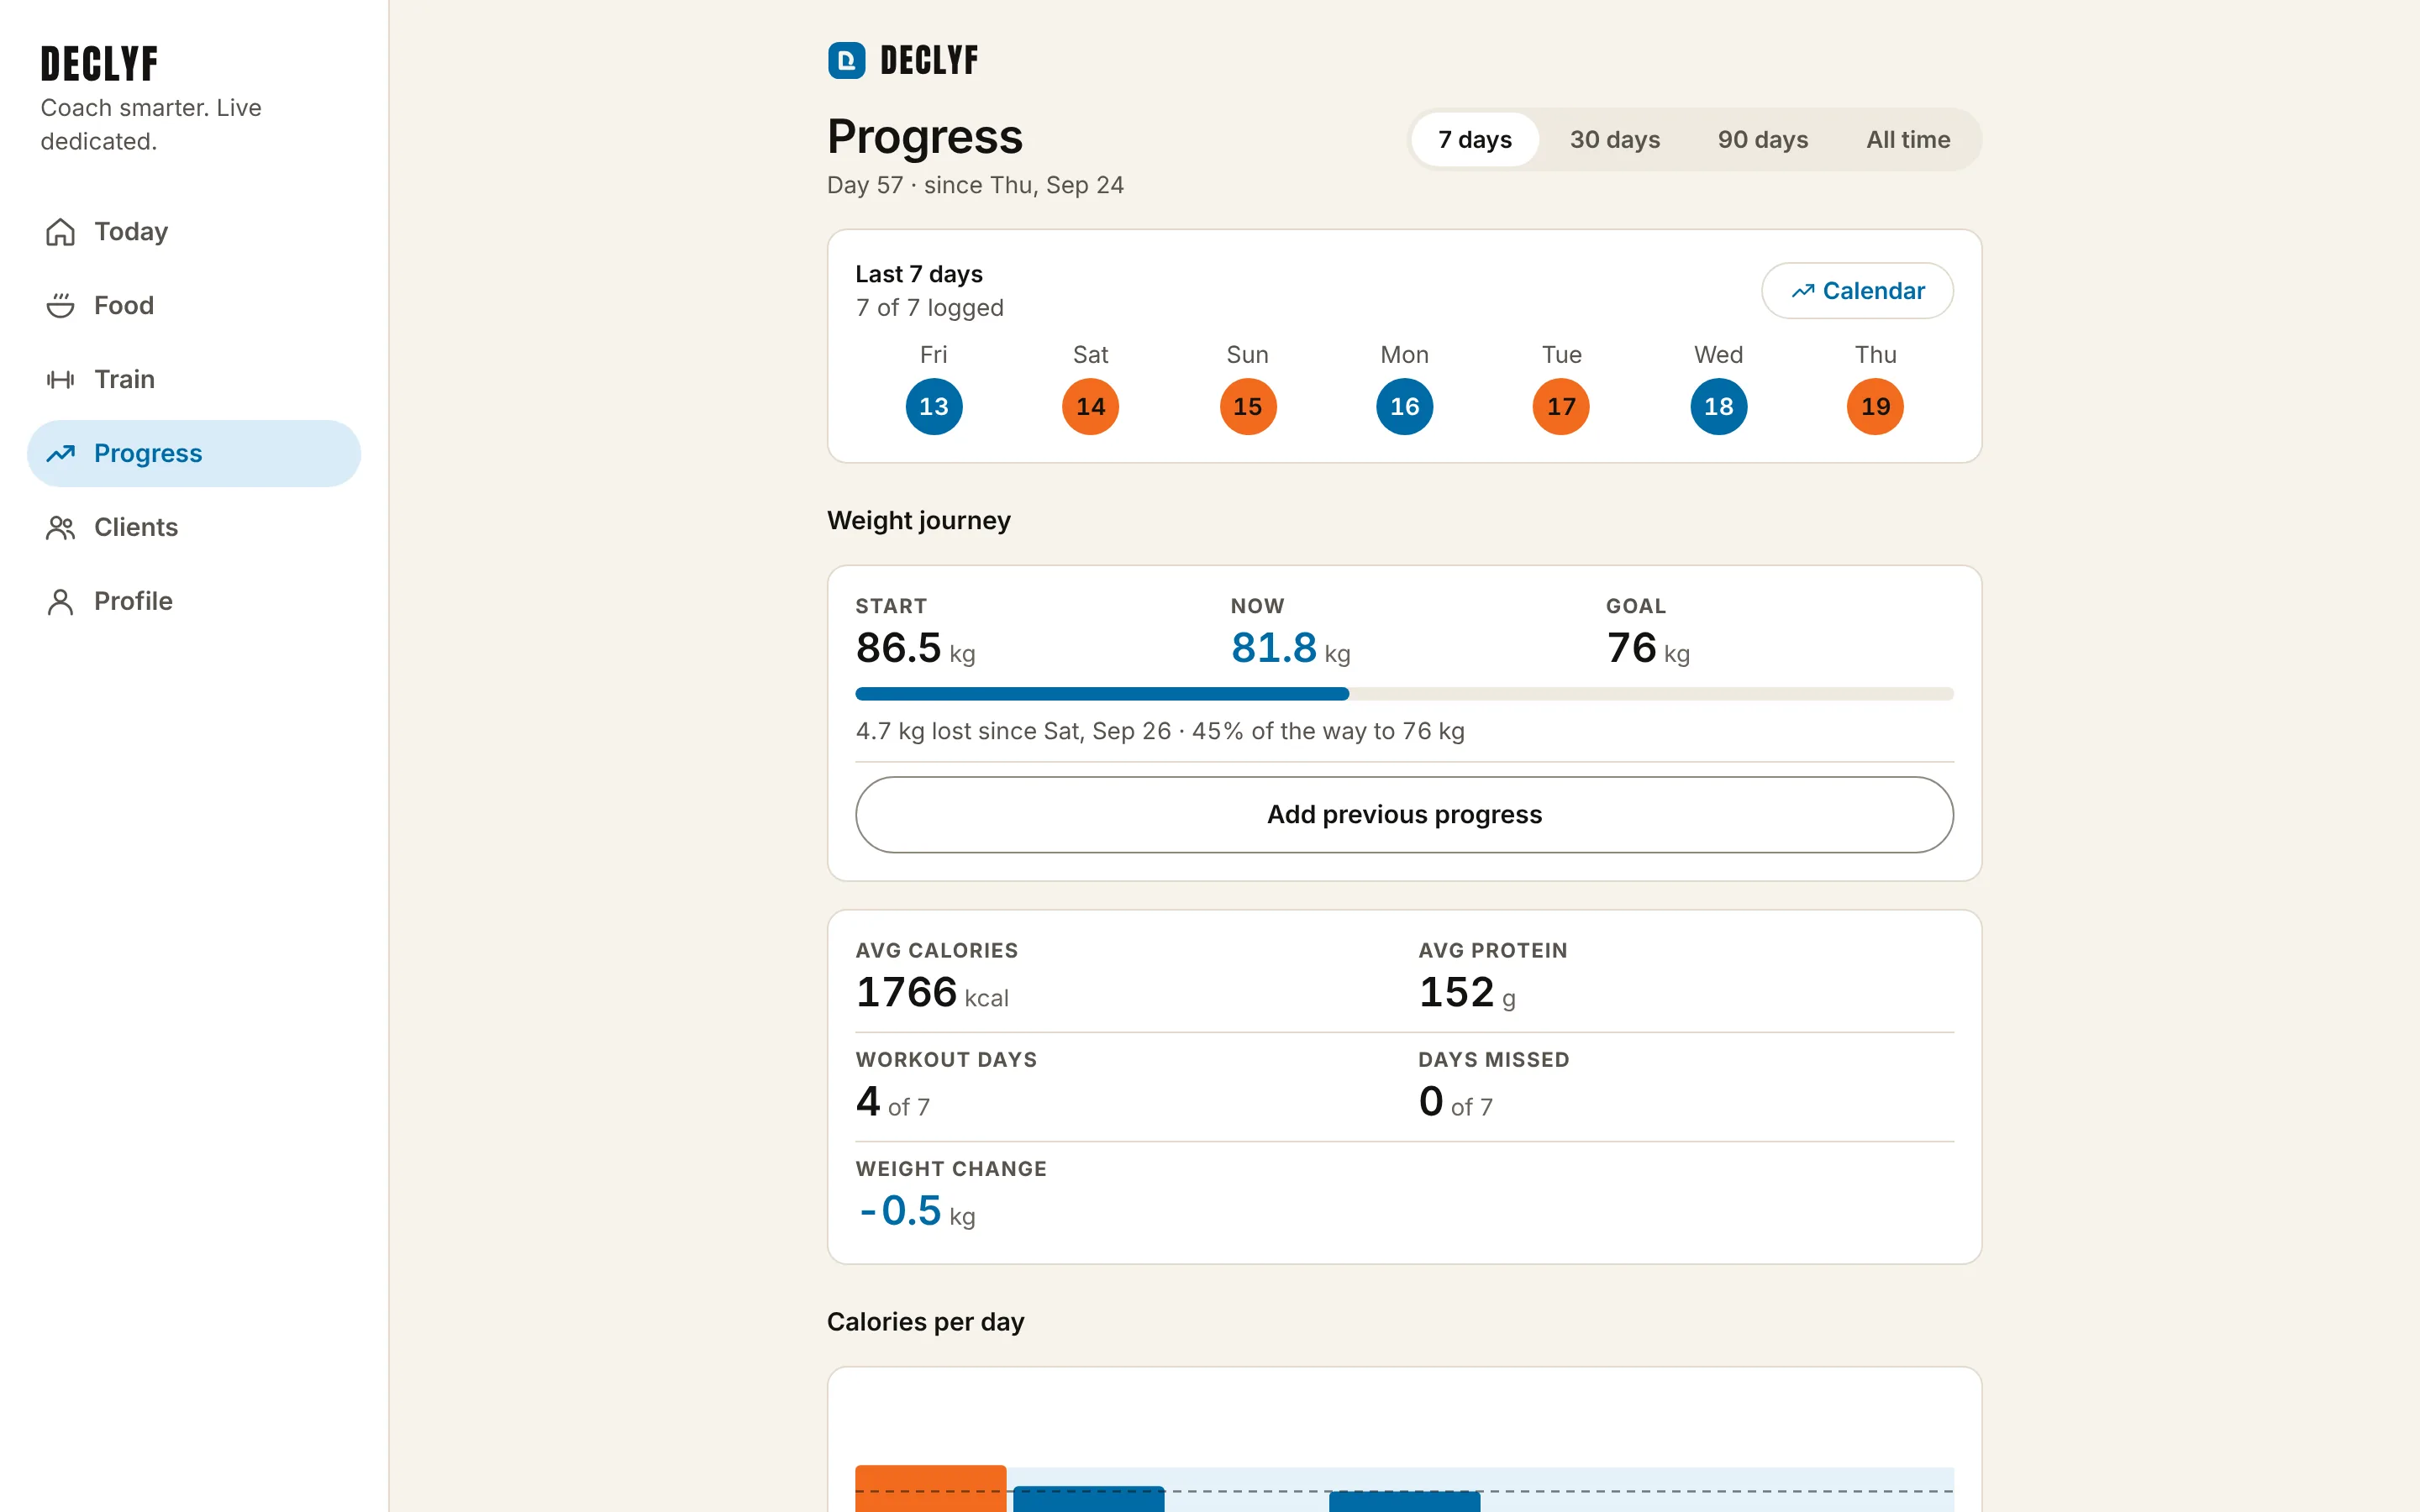 DECLYF
Coach smarter. Live
dedicated.
Today
Food
Train
Progress
Clients
Profile
DECLYF
Progress
Day 57 · since Thu, Sep 24
7 days 30 days 90 days All time
Last 7 days
7 of 7 logged
Calendar
Fri Sat Sun Mon Tue Wed Thu
13 14 15 16 17 18 19
Weight journey
START NOW GOAL
86.5 kg 81.8 kg 76 kg
4.7 kg lost since Sat, Sep 26 · 45% of the way to 76 kg
Add previous progress
AVG CALORIES AVG PROTEIN
1766 kcal 152 g
WORKOUT DAYS DAYS MISSED
4 of 7 0 of 7
WEIGHT CHANGE
-0.5 kg
Calories per day